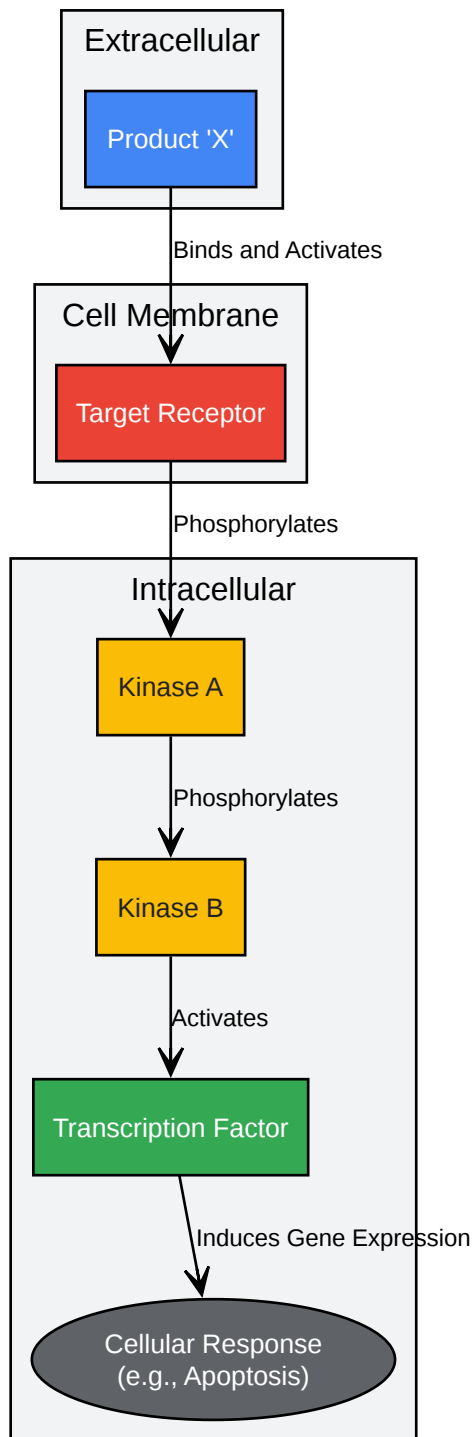 Extracellular
Product 'X'
Binds and Activates
Cell Membrane
Target Receptor
Phosphorylates
Intracellular
Kinase A
Phosphorylates
Kinase B
Activates
Transcription Factor
Induces Gene Expression
Cellular Response
(e.g., Apoptosis)